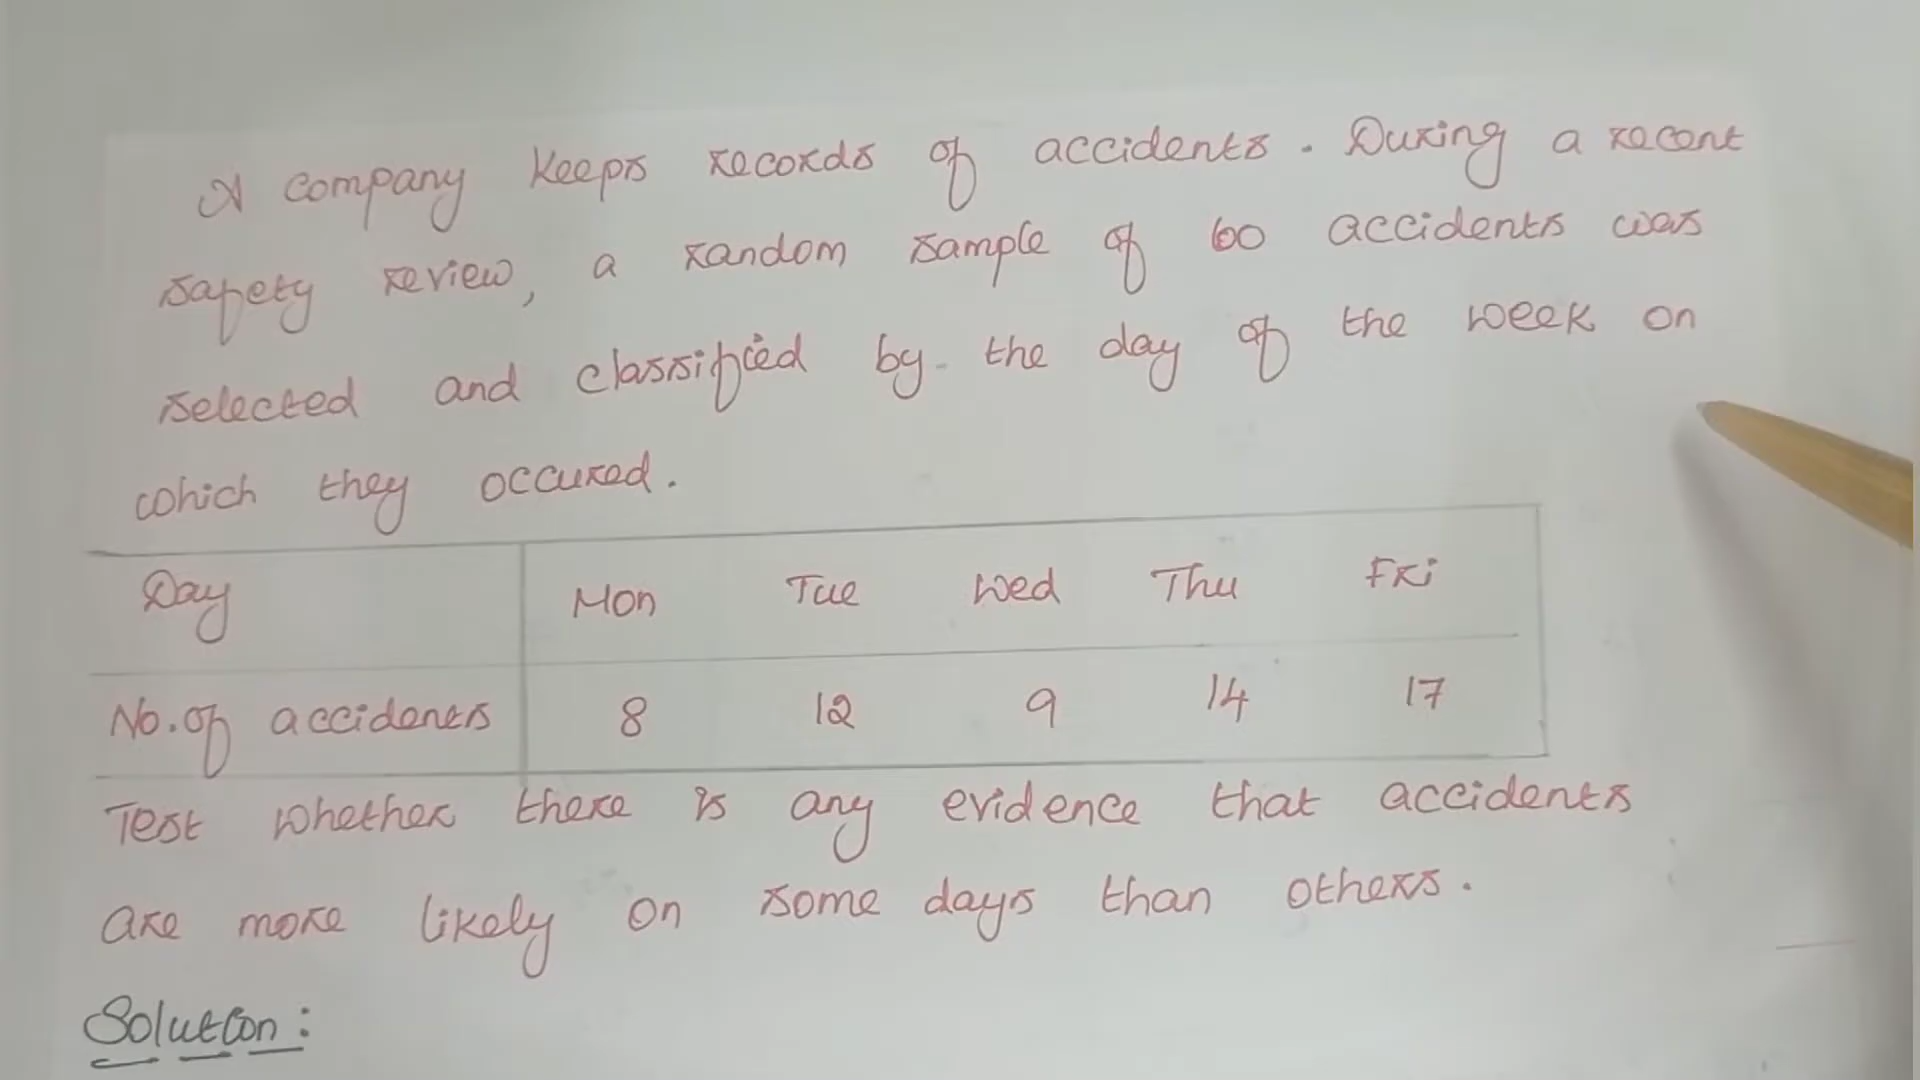 A company keeps records of accidents. During a recent
safety review, a random sample of 60 accidents was
selected and classified by the day of the week on
which they occured.
Day Mon Tue Wed Thu Fri
No. of accidents 8 12 9 14 17
Test whether there is any evidence that accidents
are more likely on some days than others.
Solution: